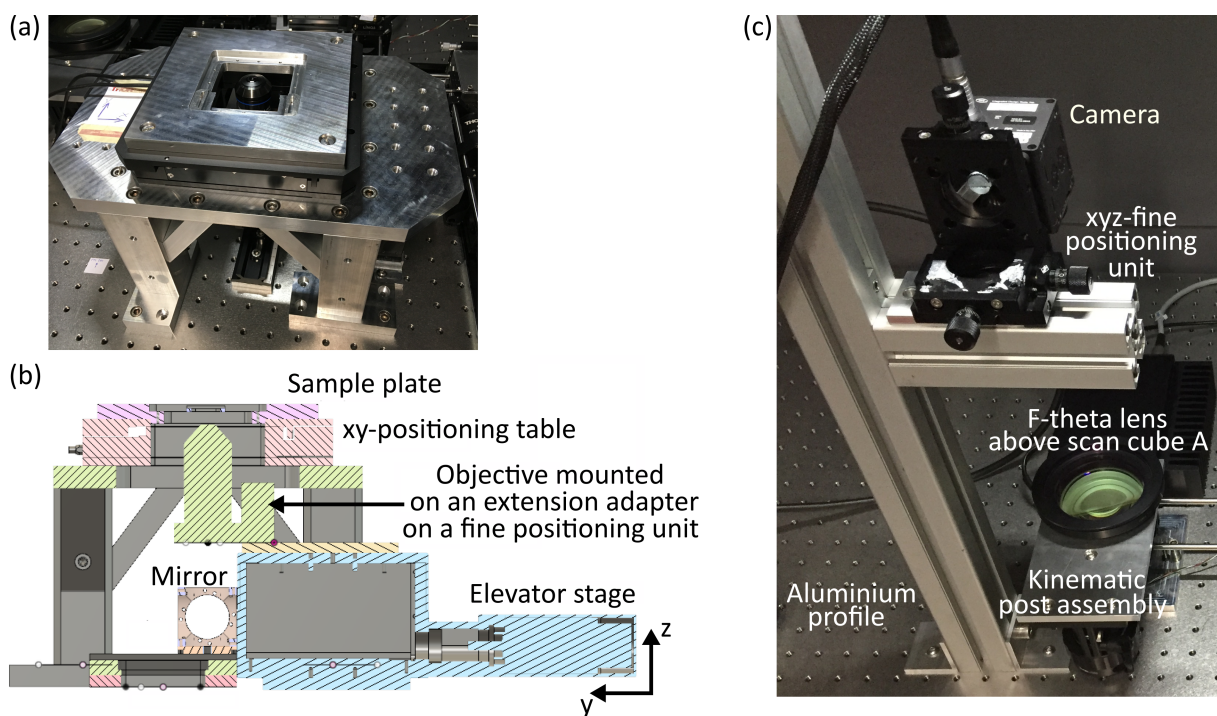 (a)
(b)
Sample plate
xy-positioning table
Objective mounted
on an extension adapter
on a fine positioning unit
Mirror
Elevator stage
z
y
(c)
Camera
xyz-fine
positioning
unit
F-theta lens
above scan cube A
Kinematic
post assembly
Aluminium
profile